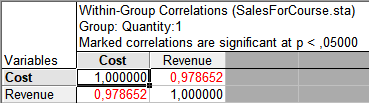 Within-Group Correlations (SalesForCourse.sta)
Group: Quantity:1
Marked correlations are significant at p < ,05000
Variables Cost Revenue
Cost 1,000000 0,978652
Revenue 0,978652 1,000000